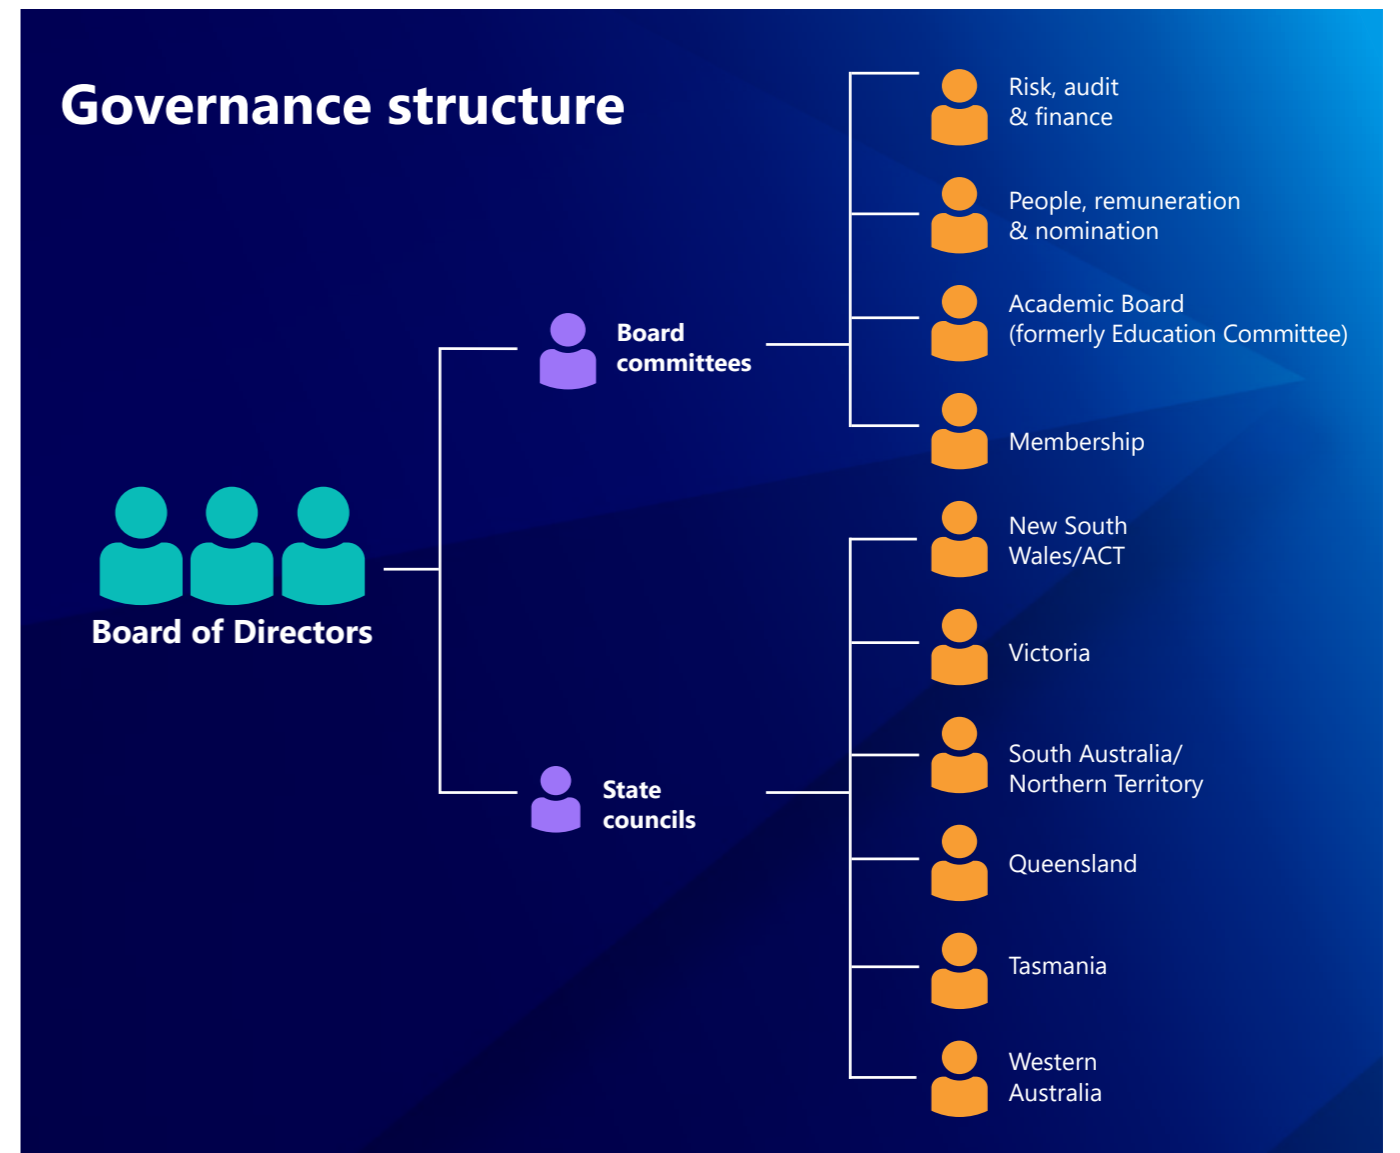 Governance structure
Risk, audit
& finance
People, remuneration
& nomination
Academic Board
(formerly Education Committee)
Board
committees
Membership
New South
Wales/ACT
Board of Directors
Victoria
South Australia/
Northern Territory
State
councils
Queensland
Tasmania
Western
Australia